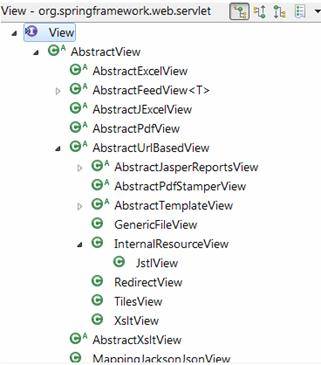 View - org.springframework.web.servlet
View
AbstractView
AbstractExcelView
AbstractFeedView<T>
AbstractJExcelView
AbstractPdfView
AbstractUrlBasedView
AbstractJasperReportsView
AbstractPdfStamperView
AbstractTemplateView
GenericFileView
InternalResourceView
JstlView
RedirectView
TilesView
XsltView
AbstractXsltView
MappingJacksonJsonView